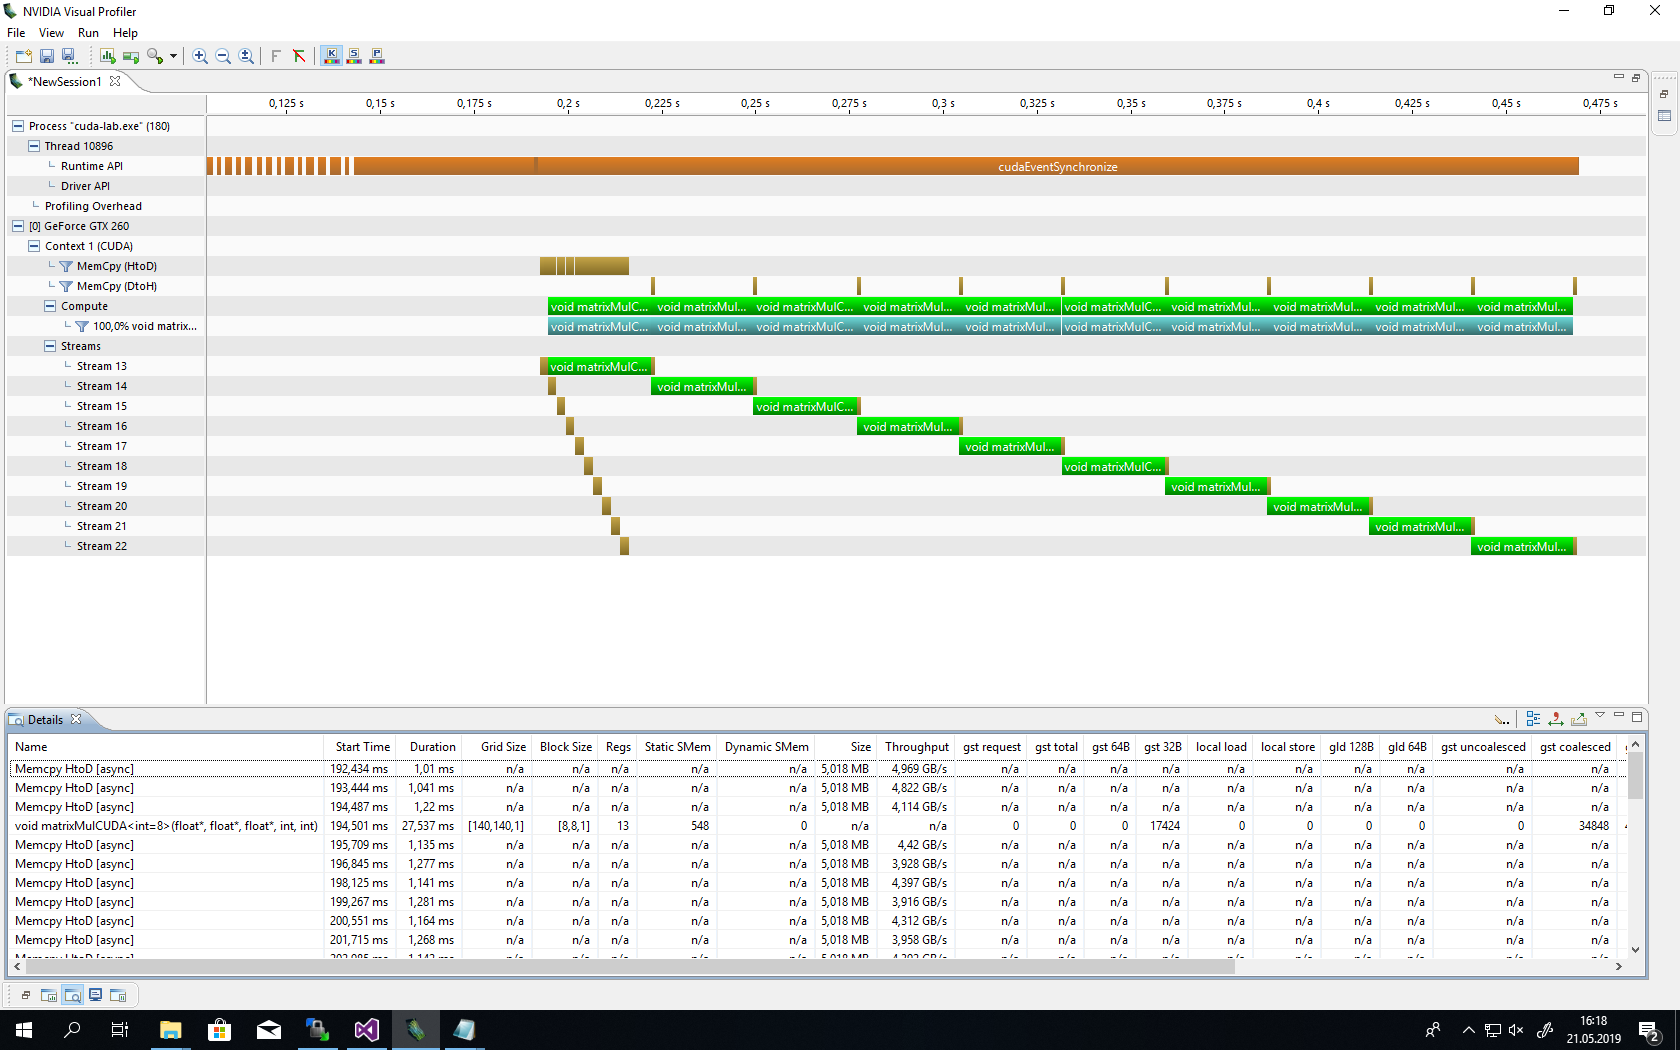 NVIDIA Visual Profiler
File View Run Help
K S P
*NewSession1
0,125 s 0,15 s 0,175 s 0,2 s 0,225 s 0,25 s 0,275 s 0,3 s 0,325 s 0,35 s 0,375 s 0,4 s 0,425 s 0,45 s 0,475 s
Process "cuda-lab.exe" (180)
Thread 10896
Runtime API cudaEventSynchronize
Driver API
Profiling Overhead
[0] GeForce GTX 260
Context 1 (CUDA)
MemCpy (HtoD)
MemCpy (DtoH)
Compute void matrixMulC... void matrixMul... void matrixMulC... void matrixMul... void matrixMul... void matrixMulC... void matrixMul... void matrixMul... void matrixMul... void matrixMul...
100,0% void matrix... void matrixMulC... void matrixMul... void matrixMulC... void matrixMul... void matrixMul... void matrixMulC... void matrixMul... void matrixMul... void matrixMul... void matrixMul...
Streams
Stream 13 void matrixMulC...
Stream 14 void matrixMul...
Stream 15 void matrixMulC...
Stream 16 void matrixMul...
Stream 17 void matrixMul...
Stream 18 void matrixMulC...
Stream 19 void matrixMul...
Stream 20 void matrixMul...
Stream 21 void matrixMul...
Stream 22 void matrixMul...
Details
Name Start Time Duration Grid Size Block Size Regs Static SMem Dynamic SMem Size Throughput gst request gst total gst 64B gst 32B local load local store gld 128B gld 64B gst uncoalesced gst coalesced
Memcpy HtoD [async] 192,434 ms 1,01 ms n/a n/a n/a n/a n/a 5,018 MB 4,969 GB/s n/a n/a n/a n/a n/a n/a n/a n/a n/a n/a
Memcpy HtoD [async] 193,444 ms 1,041 ms n/a n/a n/a n/a n/a 5,018 MB 4,822 GB/s n/a n/a n/a n/a n/a n/a n/a n/a n/a n/a
Memcpy HtoD [async] 194,487 ms 1,22 ms n/a n/a n/a n/a n/a 5,018 MB 4,114 GB/s n/a n/a n/a n/a n/a n/a n/a n/a n/a n/a
void matrixMulCUDA<int=8>(float*, float*, float*, int, int) 194,501 ms 27,537 ms [140,140,1] [8,8,1] 13 548 0 n/a n/a 0 0 0 17424 0 0 0 0 0 34848
Memcpy HtoD [async] 195,709 ms 1,135 ms n/a n/a n/a n/a n/a 5,018 MB 4,42 GB/s n/a n/a n/a n/a n/a n/a n/a n/a n/a n/a
Memcpy HtoD [async] 196,845 ms 1,277 ms n/a n/a n/a n/a n/a 5,018 MB 3,928 GB/s n/a n/a n/a n/a n/a n/a n/a n/a n/a n/a
Memcpy HtoD [async] 198,125 ms 1,141 ms n/a n/a n/a n/a n/a 5,018 MB 4,397 GB/s n/a n/a n/a n/a n/a n/a n/a n/a n/a n/a
Memcpy HtoD [async] 199,267 ms 1,281 ms n/a n/a n/a n/a n/a 5,018 MB 3,916 GB/s n/a n/a n/a n/a n/a n/a n/a n/a n/a n/a
Memcpy HtoD [async] 200,551 ms 1,164 ms n/a n/a n/a n/a n/a 5,018 MB 4,312 GB/s n/a n/a n/a n/a n/a n/a n/a n/a n/a n/a
Memcpy HtoD [async] 201,715 ms 1,268 ms n/a n/a n/a n/a n/a 5,018 MB 3,958 GB/s n/a n/a n/a n/a n/a n/a n/a n/a n/a n/a
16:18
21.05.2019
2